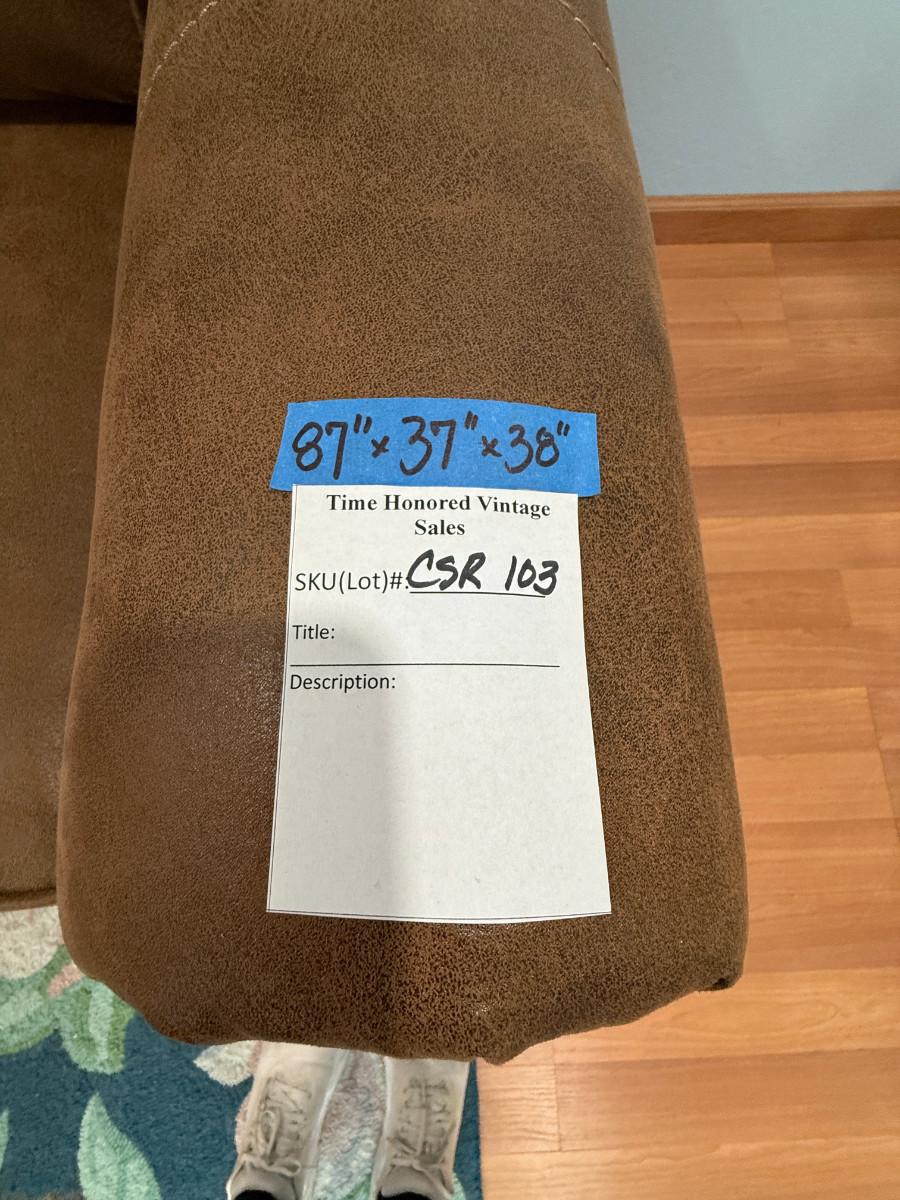 87" x 37" x 38"
Time Honored Vintage
Sales
SKU(Lot)#: CSR 103
Title:
Description: